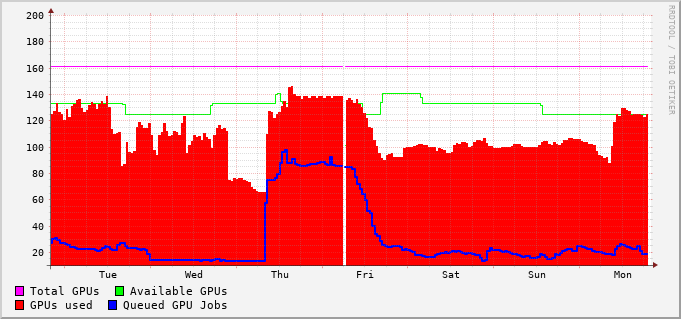 RRDTOOL / TOBI OETIKER
200
180
160
140
120
100
80
60
40
20
Tue Wed Thu Fri Sat Sun Mon
Total GPUs Available GPUs
GPUs used Queued GPU Jobs